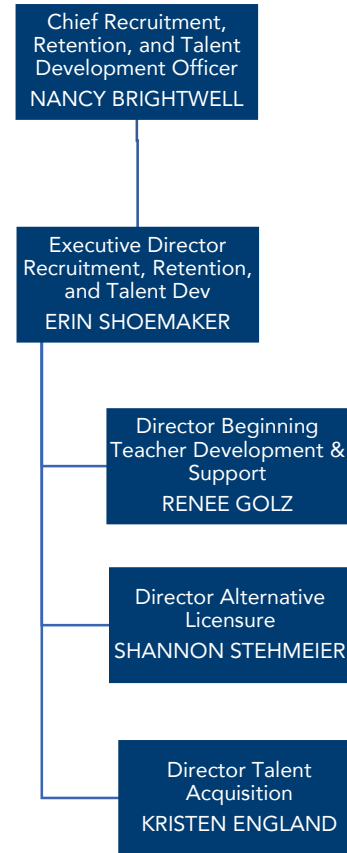 Chief Recruitment,
Retention, and Talent
Development Officer
NANCY BRIGHTWELL
Executive Director
Recruitment, Retention,
and Talent Dev
ERIN SHOEMAKER
Director Beginning
Teacher Development &
Support
RENEE GOLZ
Director Alternative
Licensure
SHANNON STEHMEIER
Director Talent
Acquisition
KRISTEN ENGLAND